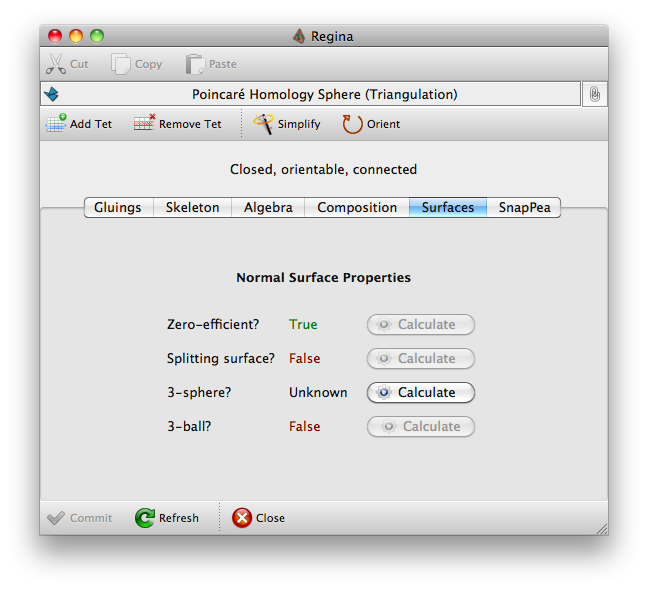 Regina
Cut Copy Paste
Poincaré Homology Sphere (Triangulation)
Add Tet Remove Tet Simplify Orient
Closed, orientable, connected
Gluings Skeleton Algebra Composition Surfaces SnapPea
Normal Surface Properties
Zero-efficient? True Calculate
Splitting surface? False Calculate
3-sphere? Unknown Calculate
3-ball? False Calculate
Commit Refresh Close